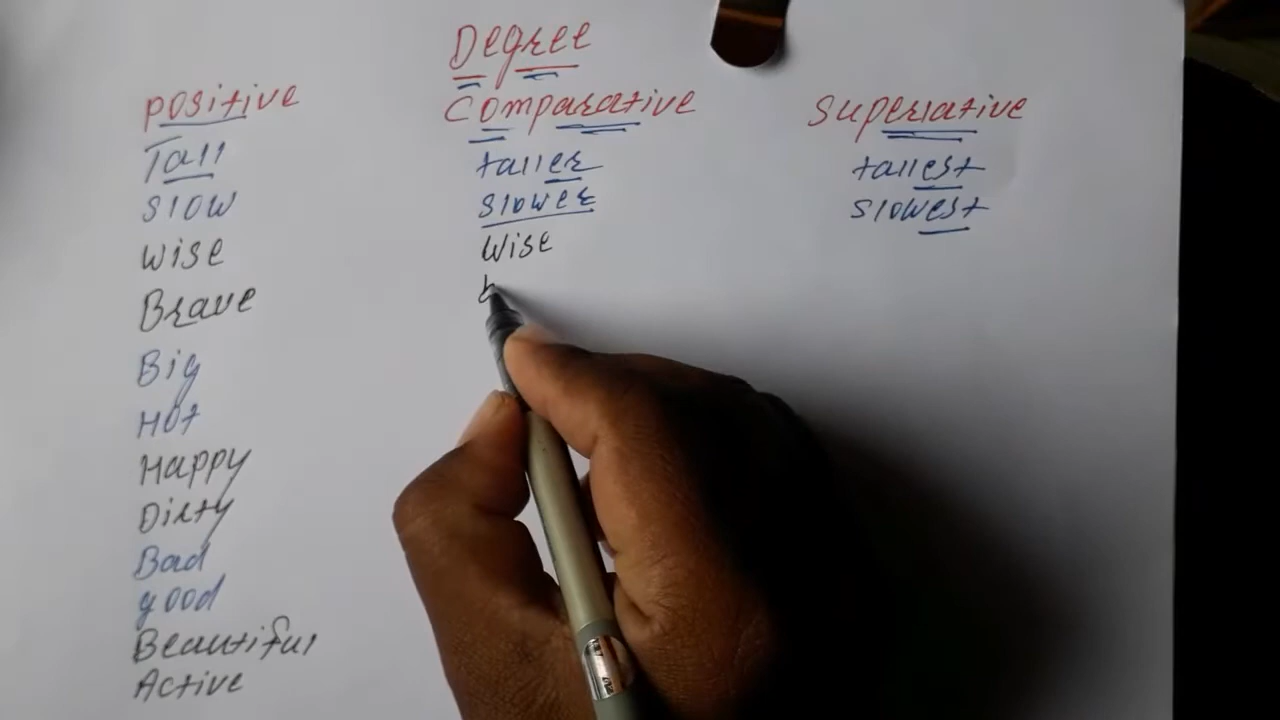 Degree
positive comparative superlative
Tall taller tallest
slow slower slowest
wise wise
Brave b
Big
Hot
Happy
Dirty
Bad
good
Beautiful
Active